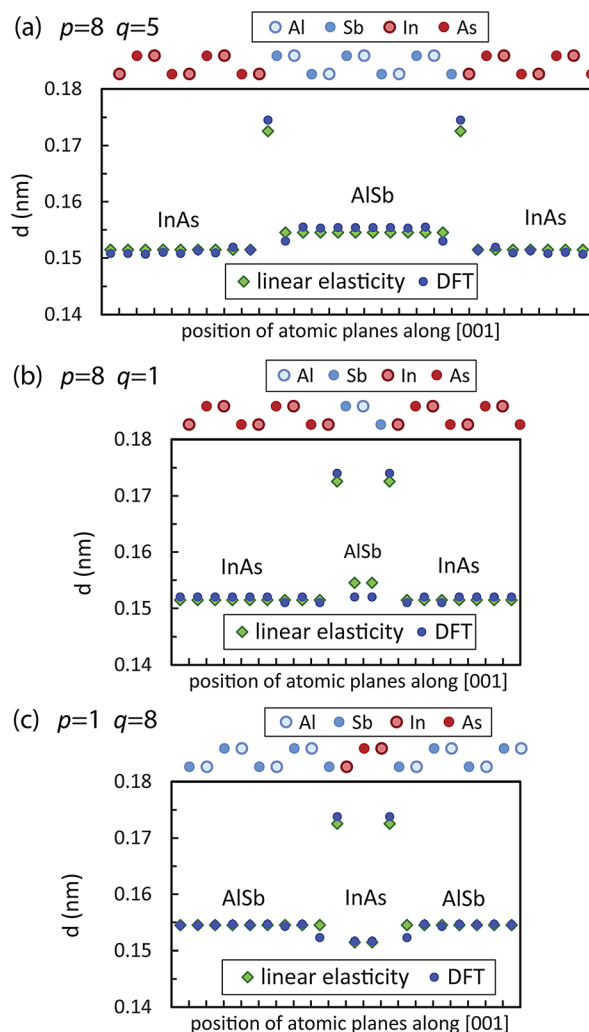 (a) p=8 q=5
Al Sb In As
0.18
0.17
0.16
0.15
0.14
d (nm)
InAs
AlSb
InAs
linear elasticity DFT
position of atomic planes along [001]
(b) p=8 q=1
Al Sb In As
0.18
0.17
0.16
0.15
0.14
d (nm)
InAs
AlSb
InAs
linear elasticity DFT
position of atomic planes along [001]
(c) p=1 q=8
Al Sb In As
0.18
0.17
0.16
0.15
0.14
d (nm)
AlSb
InAs
AlSb
linear elasticity DFT
position of atomic planes along [001]